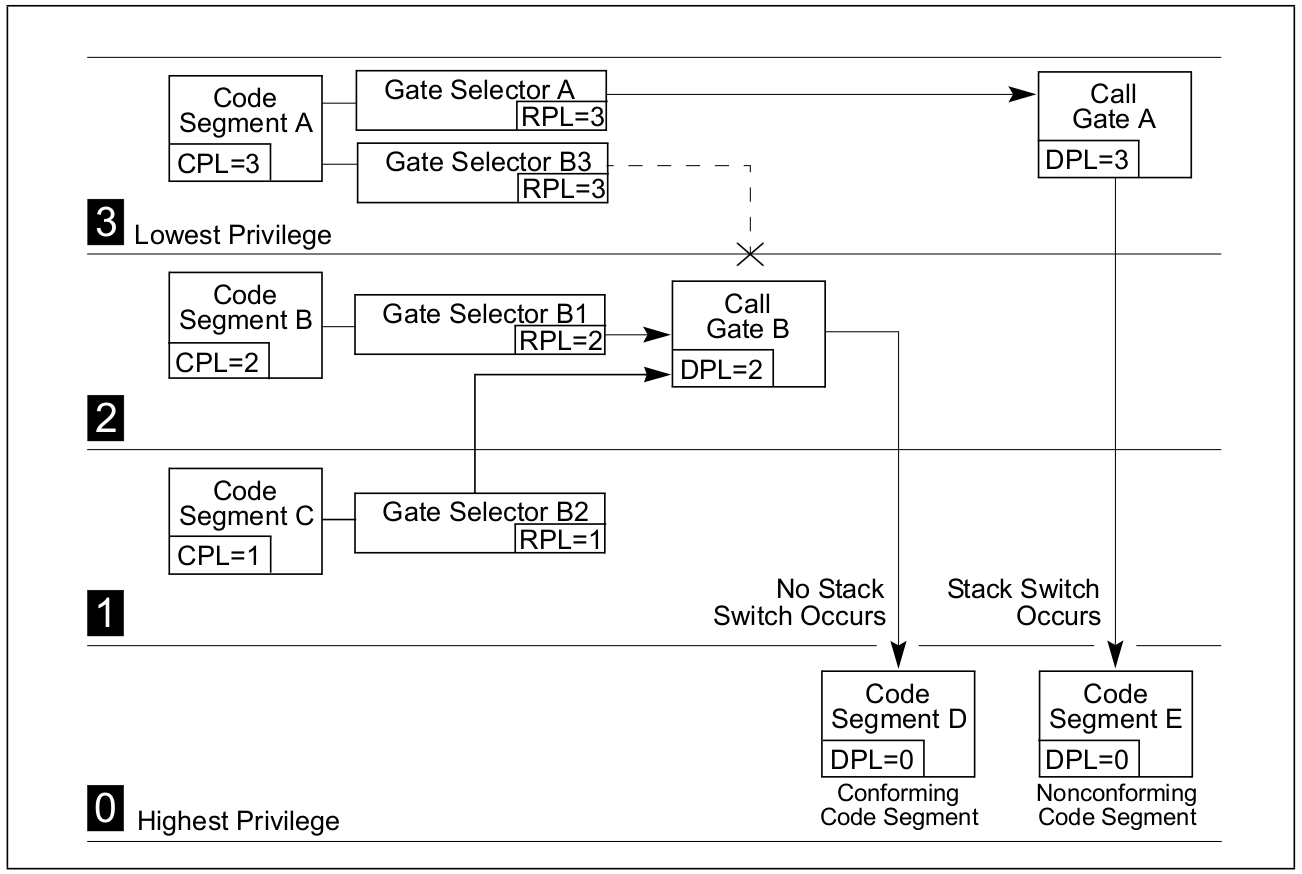 Code
Segment A
CPL=3
Gate Selector A
RPL=3
Gate Selector B3
RPL=3
Call
Gate A
DPL=3
3
Lowest Privilege
Code
Segment B
CPL=2
Gate Selector B1
RPL=2
Call
Gate B
DPL=2
2
Code
Segment C
CPL=1
Gate Selector B2
RPL=1
No Stack
Switch Occurs
Stack Switch
Occurs
1
Code
Segment D
DPL=0
Conforming
Code Segment
Code
Segment E
DPL=0
Nonconforming
Code Segment
0
Highest Privilege